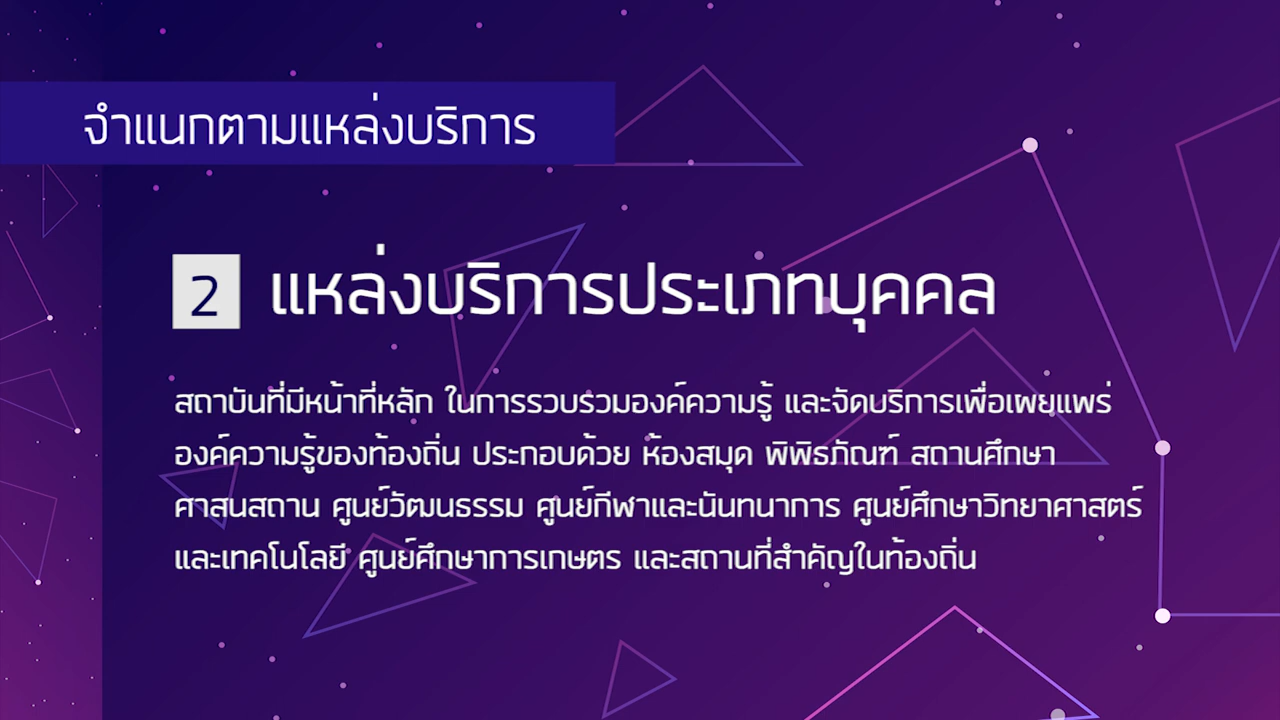 จำแนกตามแหล่งบริการ
2 แหล่งบริการประเภทบุคคล
สถาบันที่มีหน้าที่หลัก ในการรวบรวมองค์ความรู้ และจัดบริการเพื่อเผยแพร่
องค์ความรู้ของท้องถิ่น ประกอบด้วย ห้องสมุด พิพิธภัณฑ์ สถานศึกษา
ศาสนสถาน ศูนย์วัฒนธรรม ศูนย์กีฬาและนันทนาการ ศูนย์ศึกษาวิทยาศาสตร์
และเทคโนโลยี ศูนย์ศึกษาการเกษตร และสถานที่สำคัญในท้องถิ่น